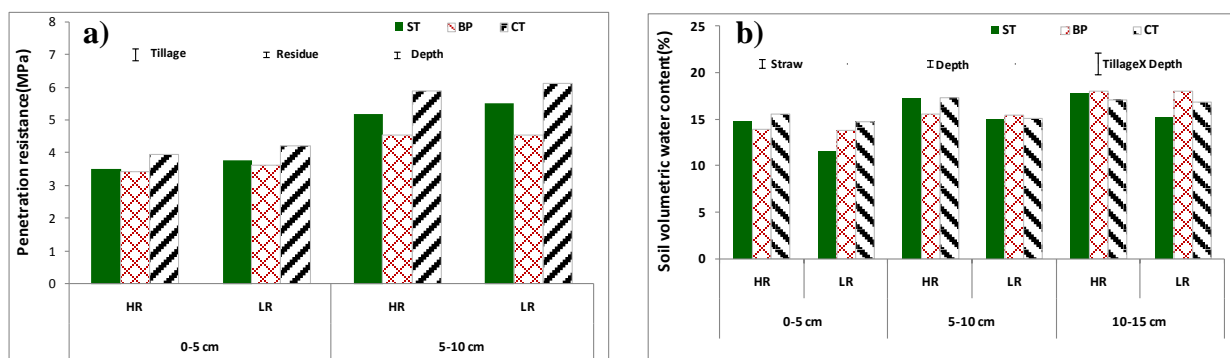 a)
ST BP CT
Tillage Residue Depth
Penetration resistance(MPa)
8
7
6
5
4
3
2
1
0
HR LR HR LR
0-5 cm 5-10 cm
b)
ST BP CT
Straw Depth TillageX Depth
Soil volumetric water content(%)
25
20
15
10
5
0
HR LR HR LR HR LR
0-5 cm 5-10 cm 10-15 cm